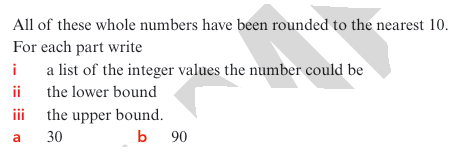 All of these whole numbers have been rounded to the nearest 10.
For each part write
i a list of the integer values the number could be
ii the lower bound
iii the upper bound.
a 30 b 90